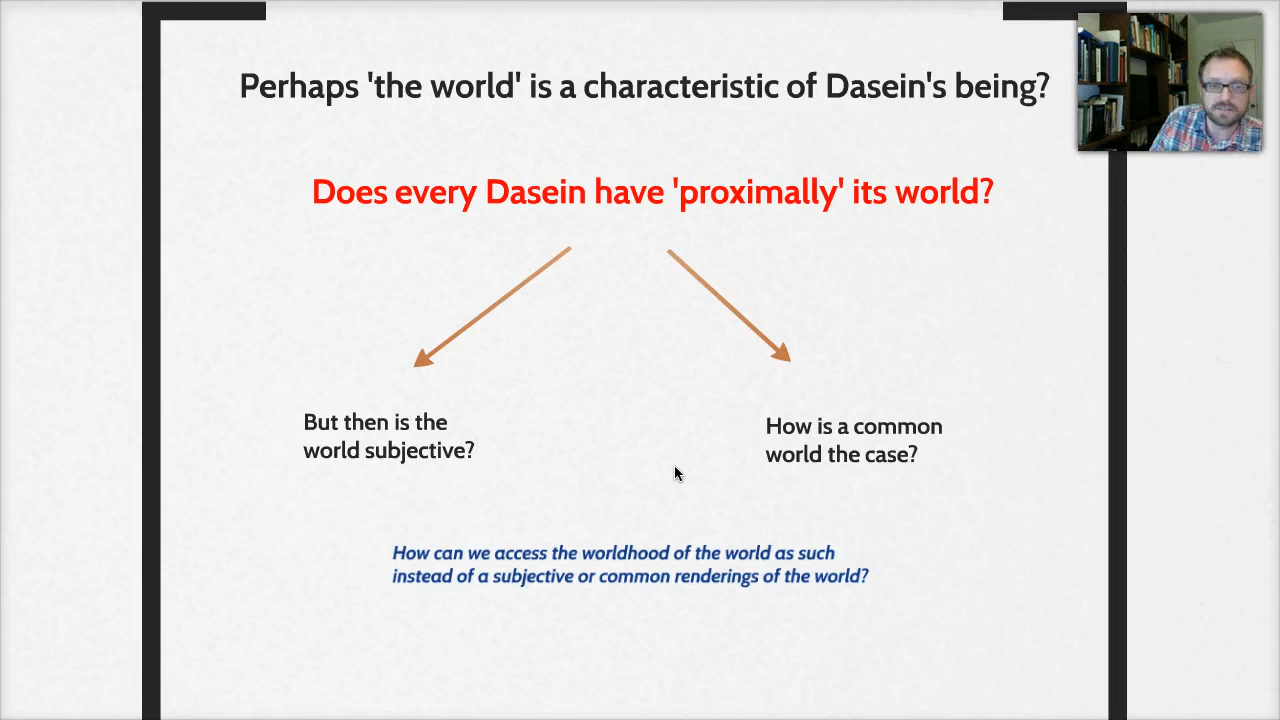 Perhaps 'the world' is a characteristic of Dasein's being?
Does every Dasein have 'proximally' its world?
But then is the
world subjective?
How is a common
world the case?
How can we access the worldhood of the world as such
instead of a subjective or common renderings of the world?